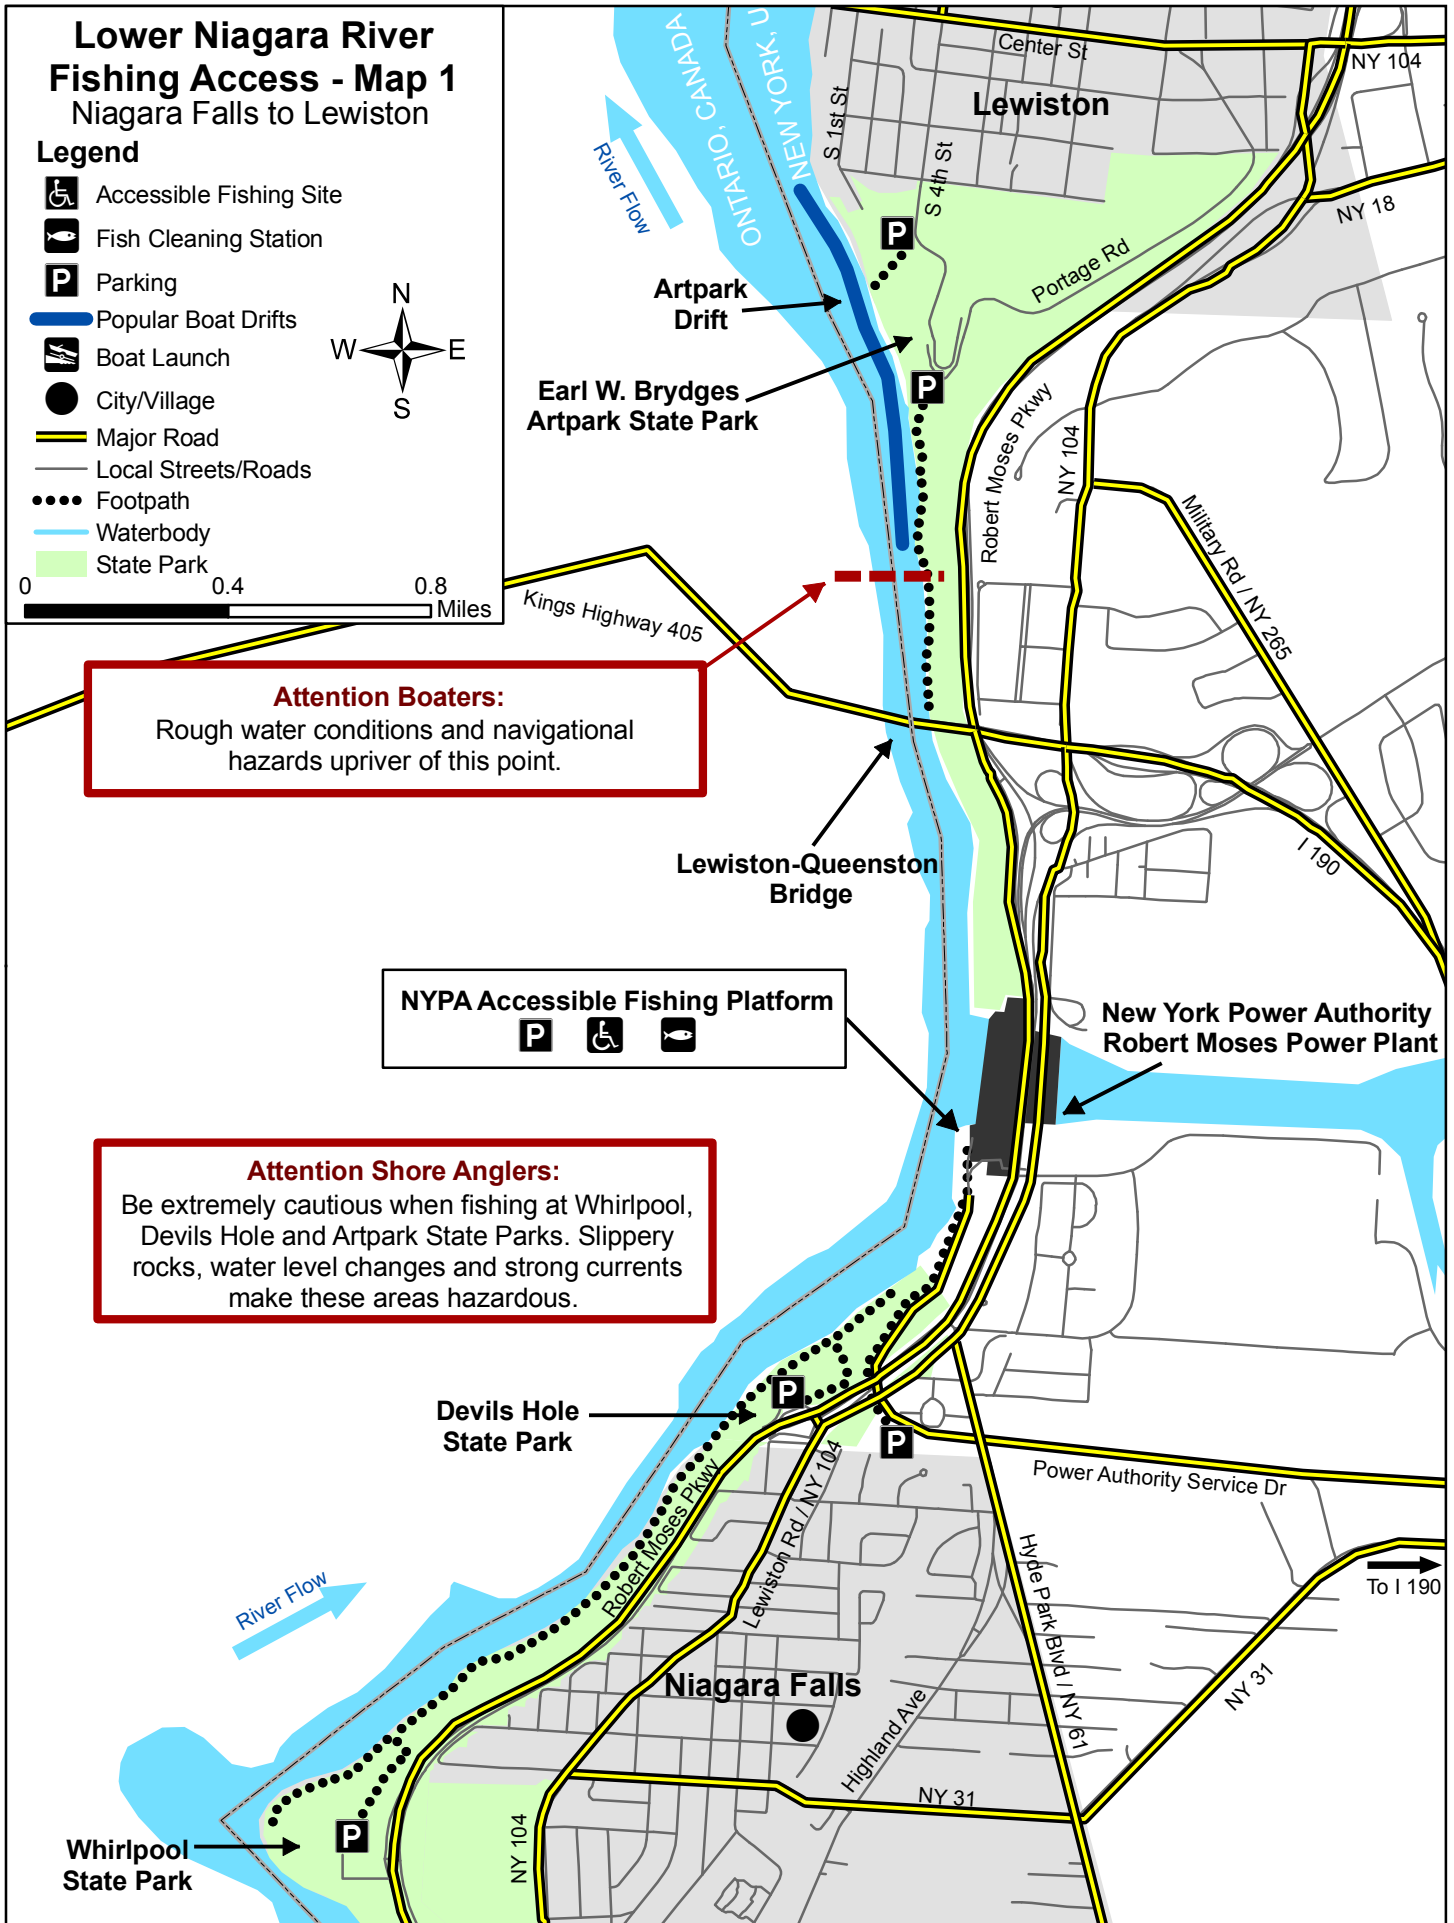 Lower Niagara River
Fishing Access - Map 1
Niagara Falls to Lewiston
Legend
Accessible Fishing Site
Fish Cleaning Station
P Parking
Popular Boat Drifts
Boat Launch
City/Village
Major Road
Local Streets/Roads
Footpath
Waterbody
State Park
N
W E
S
0 0.4 0.8
Miles
ONTARIO, CANADA
NEW YORK, U
River Flow
Center St
NY 104
Lewiston
S 1st St
S 4th St
NY 18
P
Portage Rd
Artpark
Drift
Earl W. Brydges
Artpark State Park
P
Robert Moses Pkwy
NY 104
Military Rd / NY 265
Kings Highway 405
Attention Boaters:
Rough water conditions and navigational
hazards upriver of this point.
I 190
Lewiston-Queenston
Bridge
NYPA Accessible Fishing Platform
P
New York Power Authority
Robert Moses Power Plant
Attention Shore Anglers:
Be extremely cautious when fishing at Whirlpool,
Devils Hole and Artpark State Parks. Slippery
rocks, water level changes and strong currents
make these areas hazardous.
P
Devils Hole
State Park
P
Power Authority Service Dr
Robert Moses Pkwy
Lewiston Rd / NY 104
Hyde Park Blvd / NY 61
To I 190
River Flow
Niagara Falls
NY 31
Highland Ave
NY 31
NY 104
P
Whirlpool
State Park